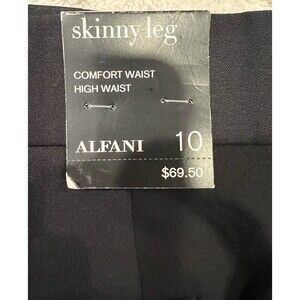 skinny leg
COMFORT WAIST
HIGH WAIST
ALFANI 10
$69.50